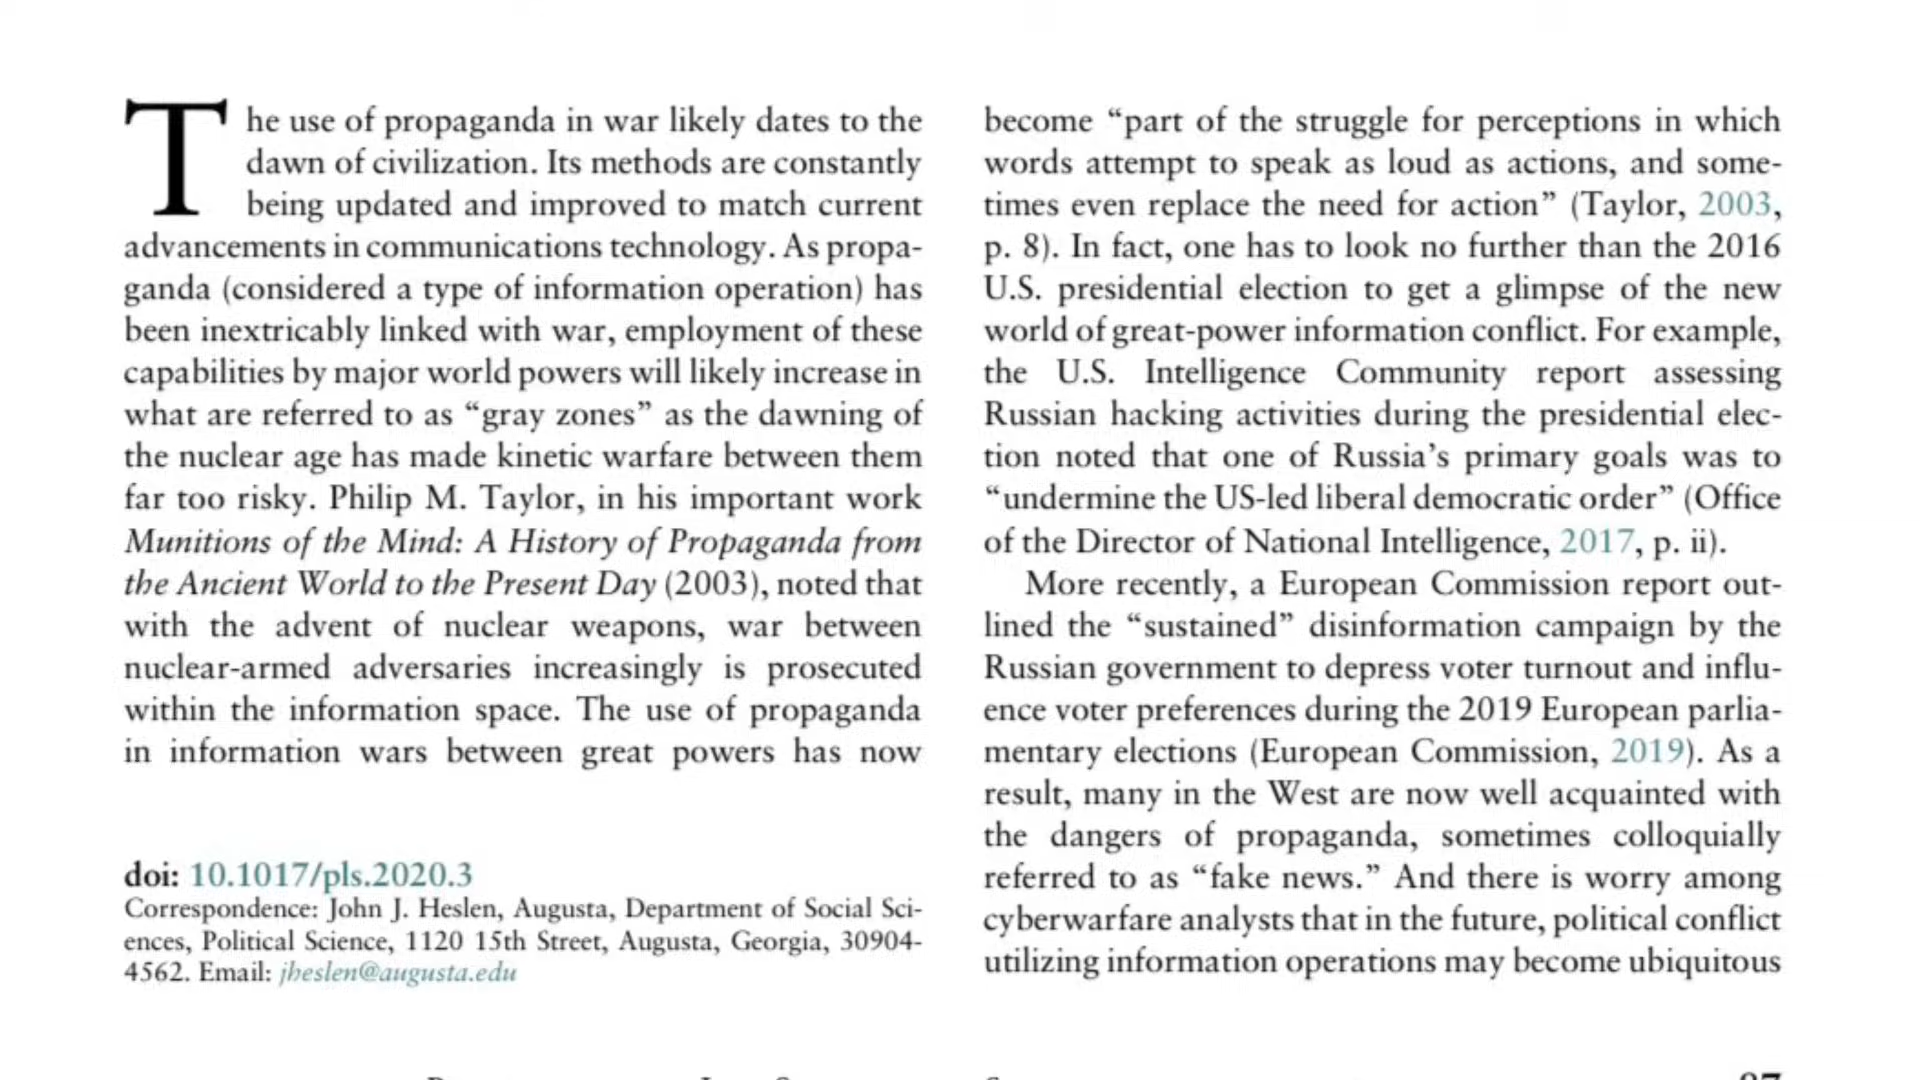 The use of propaganda in war likely dates to the
dawn of civilization. Its methods are constantly
being updated and improved to match current
advancements in communications technology. As propa-
ganda (considered a type of information operation) has
been inextricably linked with war, employment of these
capabilities by major world powers will likely increase in
what are referred to as “gray zones” as the dawning of
the nuclear age has made kinetic warfare between them
far too risky. Philip M. Taylor, in his important work
Munitions of the Mind: A History of Propaganda from
the Ancient World to the Present Day (2003), noted that
with the advent of nuclear weapons, war between
nuclear-armed adversaries increasingly is prosecuted
within the information space. The use of propaganda
in information wars between great powers has now
doi: 10.1017/pls.2020.3
Correspondence: John J. Heslen, Augusta, Department of Social Sci-
ences, Political Science, 1120 15th Street, Augusta, Georgia, 30904-
4562. Email: jheslen@augusta.edu
become “part of the struggle for perceptions in which
words attempt to speak as loud as actions, and some-
times even replace the need for action” (Taylor, 2003,
p. 8). In fact, one has to look no further than the 2016
U.S. presidential election to get a glimpse of the new
world of great-power information conflict. For example,
the U.S. Intelligence Community report assessing
Russian hacking activities during the presidential elec-
tion noted that one of Russia’s primary goals was to
“undermine the US-led liberal democratic order” (Office
of the Director of National Intelligence, 2017, p. ii).
More recently, a European Commission report out-
lined the “sustained” disinformation campaign by the
Russian government to depress voter turnout and influ-
ence voter preferences during the 2019 European parlia-
mentary elections (European Commission, 2019). As a
result, many in the West are now well acquainted with
the dangers of propaganda, sometimes colloquially
referred to as “fake news.” And there is worry among
cyberwarfare analysts that in the future, political conflict
utilizing information operations may become ubiquitous